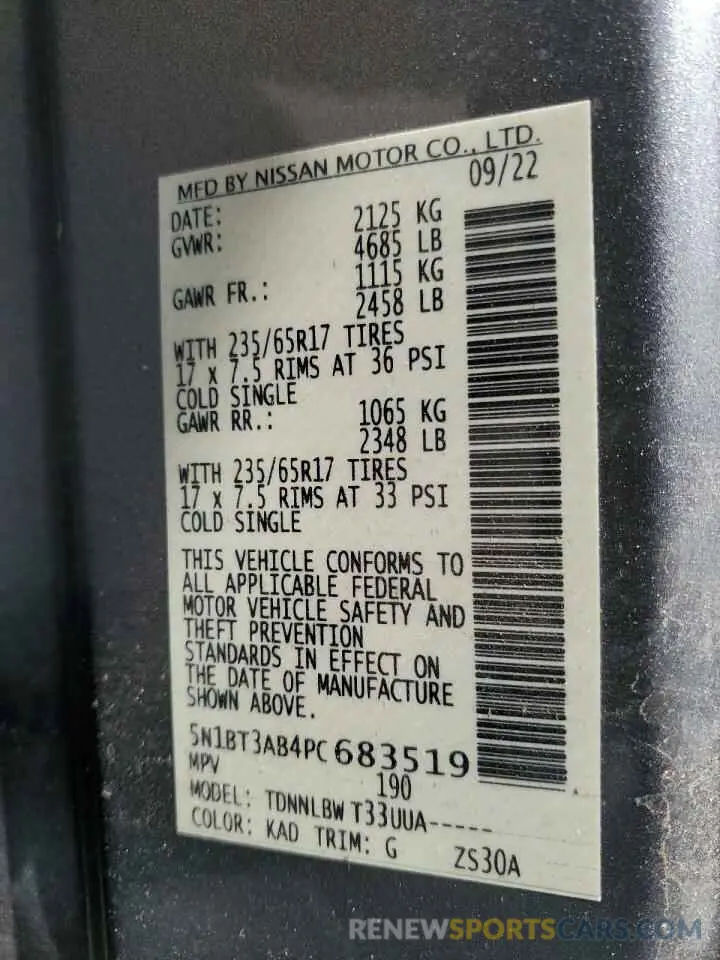 MFD BY NISSAN MOTOR CO., LTD.
DATE: 09/22
GVWR: 2125 KG
4685 LB
GAWR FR.: 1115 KG
2458 LB
WITH 235/65R17 TIRES
17 x 7.5 RIMS AT 36 PSI
COLD SINGLE
GAWR RR.: 1065 KG
2348 LB
WITH 235/65R17 TIRES
17 x 7.5 RIMS AT 33 PSI
COLD SINGLE
THIS VEHICLE CONFORMS TO
ALL APPLICABLE FEDERAL
MOTOR VEHICLE SAFETY AND
THEFT PREVENTION
STANDARDS IN EFFECT ON
THE DATE OF MANUFACTURE
SHOWN ABOVE.
5N1BT3AB4PC683519
MPV 190
MODEL: TDNNLBW T33UUA-----
COLOR: KAD TRIM: G ZS30A
RENEWSPORTSCARS.COM